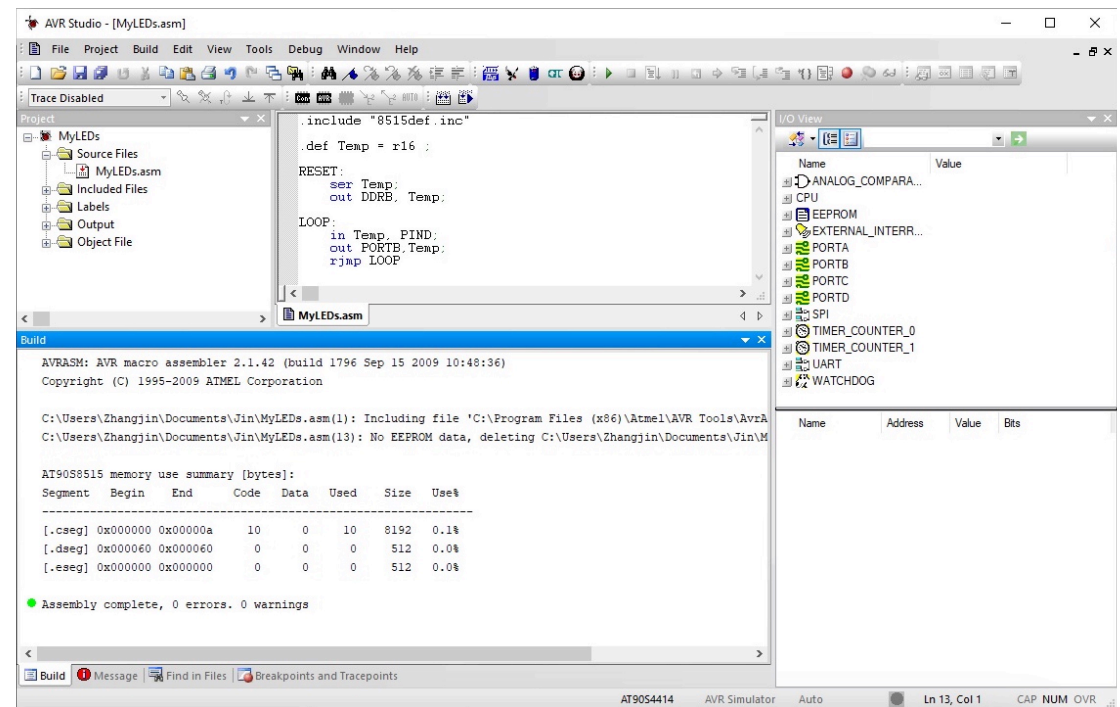 AVR Studio - [MyLEDs.asm]
File Project Build Edit View Tools Debug Window Help
Trace Disabled
Project
MyLEDs
Source Files
MyLEDs.asm
Included Files
Labels
Output
Object File
.include "8515def.inc"
.def Temp = r16 ;
RESET:
ser Temp;
out DDRB, Temp;
LOOP:
in Temp, PIND;
out PORTB,Temp;
rjmp LOOP
MyLEDs.asm
I/O View
Name Value
ANALOG_COMPARA...
CPU
EEPROM
EXTERNAL_INTERR...
PORTA
PORTB
PORTC
PORTD
SPI
TIMER_COUNTER_0
TIMER_COUNTER_1
UART
WATCHDOG
Name Address Value Bits
Build
AVRASM: AVR macro assembler 2.1.42 (build 1796 Sep 15 2009 10:48:36)
Copyright (C) 1995-2009 ATMEL Corporation
C:\Users\Zhangjin\Documents\Jin\MyLEDs.asm(1): Including file 'C:\Program Files (x86)\Atmel\AVR Tools\AvrA
C:\Users\Zhangjin\Documents\Jin\MyLEDs.asm(13): No EEPROM data, deleting C:\Users\Zhangjin\Documents\Jin\M
AT90S8515 memory use summary [bytes]:
Segment Begin End Code Data Used Size Use%
---------------------------------------------------------------
[.cseg] 0x000000 0x00000a 10 0 10 8192 0.1%
[.dseg] 0x000060 0x000060 0 0 0 512 0.0%
[.eseg] 0x000000 0x000000 0 0 0 512 0.0%
Assembly complete, 0 errors. 0 warnings
Build Message Find in Files Breakpoints and Tracepoints
AT90S4414 AVR Simulator Auto Ln 13, Col 1 CAP NUM OVR